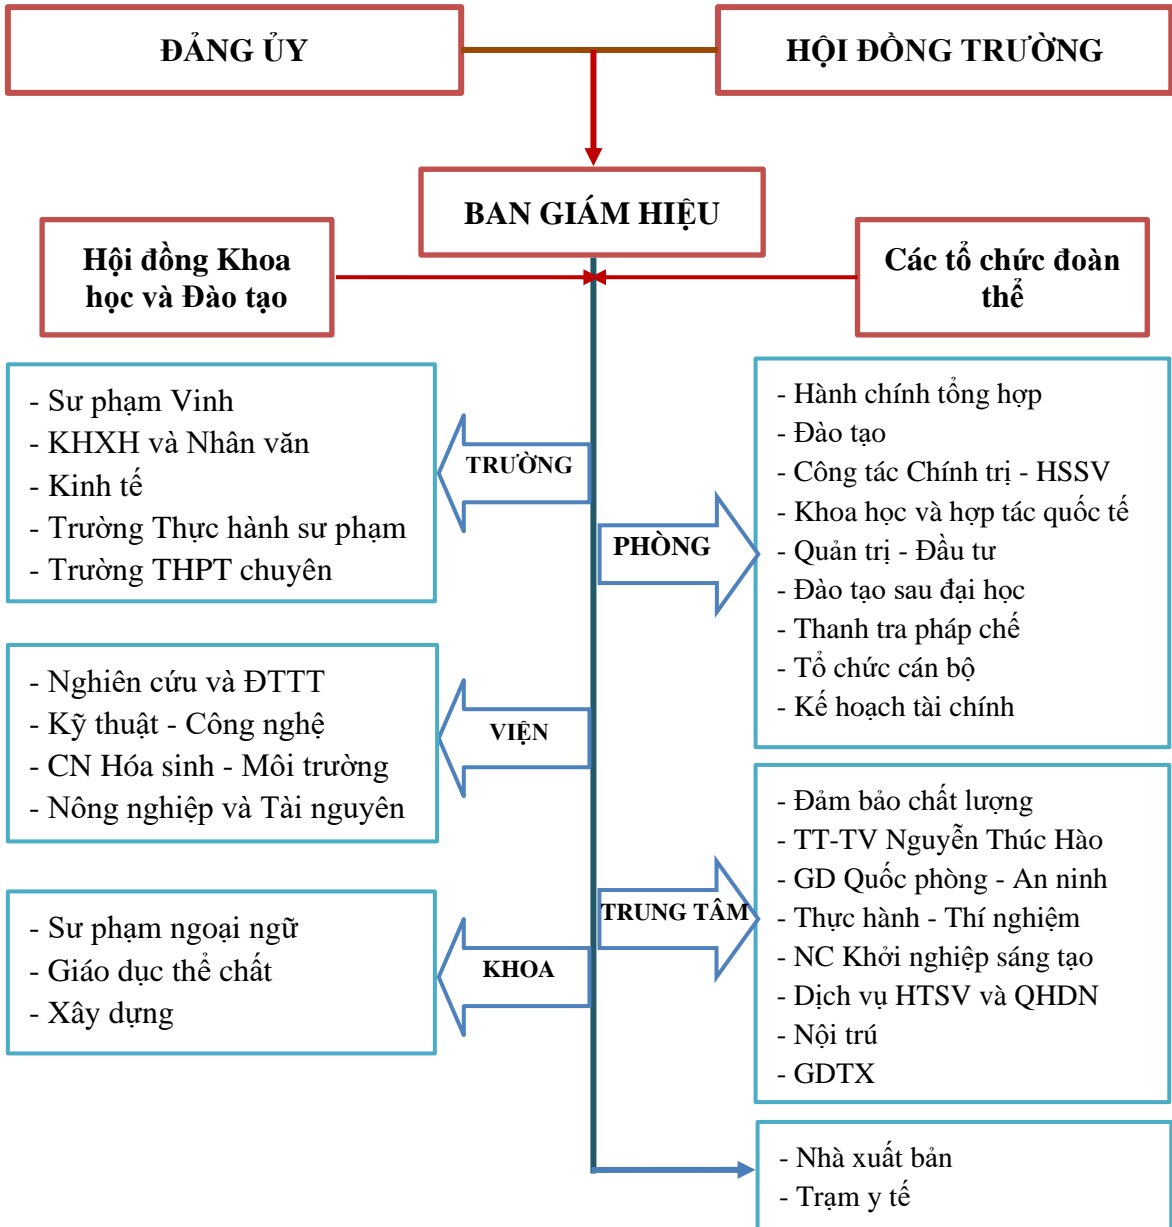 ĐẢNG ỦY
HỘI ĐỒNG TRƯỜNG
BAN GIÁM HIỆU
Hội đồng Khoa
học và Đào tạo
Các tổ chức đoàn
thể
- Sư phạm Vinh
- KHXH và Nhân văn
- Kinh tế
- Trường Thực hành sư phạm
- Trường THPT chuyên
TRƯỜNG
PHÒNG
- Hành chính tổng hợp
- Đào tạo
- Công tác Chính trị - HSSV
- Khoa học và hợp tác quốc tế
- Quản trị - Đầu tư
- Đào tạo sau đại học
- Thanh tra pháp chế
- Tổ chức cán bộ
- Kế hoạch tài chính
- Nghiên cứu và ĐTTT
- Kỹ thuật - Công nghệ
- CN Hóa sinh - Môi trường
- Nông nghiệp và Tài nguyên
VIỆN
TRUNG TÂM
- Đảm bảo chất lượng
- TT-TV Nguyễn Thúc Hào
- GD Quốc phòng - An ninh
- Thực hành - Thí nghiệm
- NC Khởi nghiệp sáng tạo
- Dịch vụ HTSV và QHDN
- Nội trú
- GDTX
- Sư phạm ngoại ngữ
- Giáo dục thể chất
- Xây dựng
KHOA
- Nhà xuất bản
- Trạm y tế